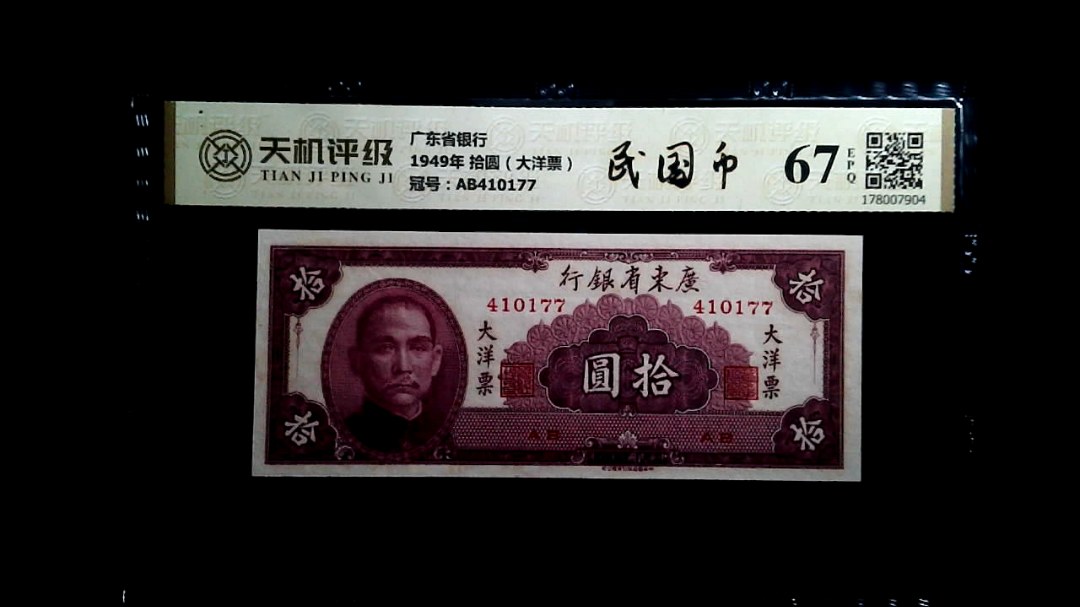 天机评级
TIAN JI PING JI
广东省银行
1949年 拾圆（大洋票）
冠号：AB410177
民国币
67
EPQ
178007904
拾
行銀省東廣
拾
410177
410177
大洋票
圓拾
大洋票
拾
AB
AB
拾